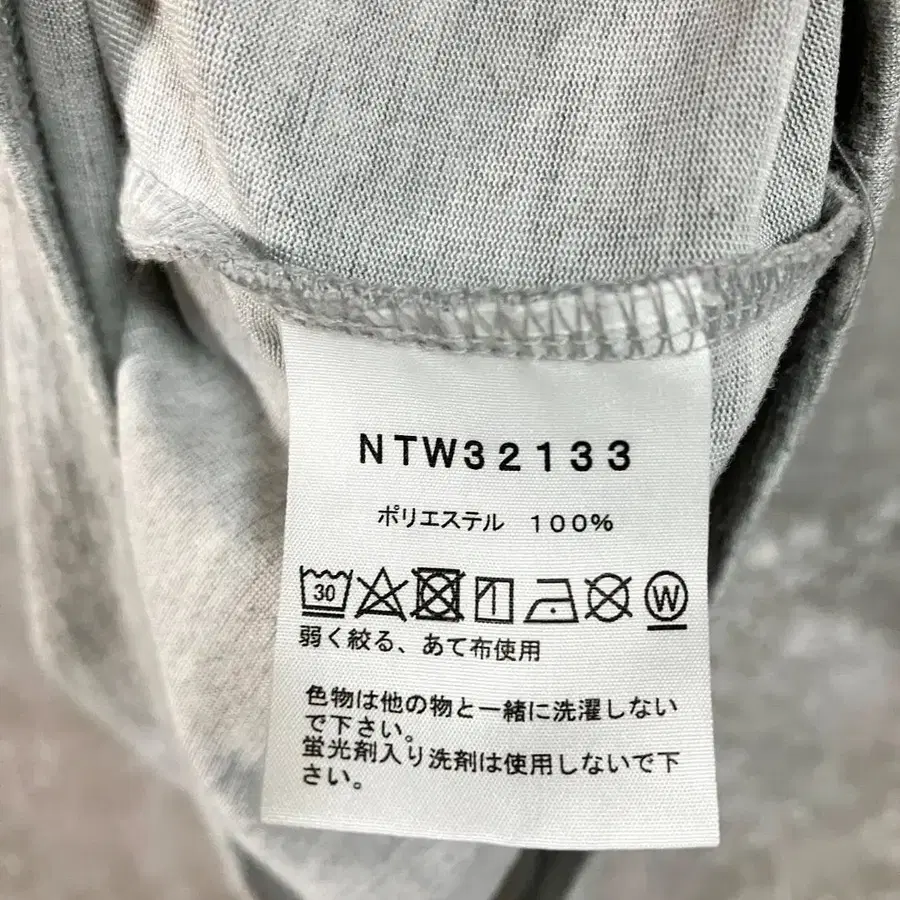 NTW32133
ポリエステル 100%
30 W
弱く絞る、あて布使用
色物は他の物と一緒に洗濯しない
で下さい。
蛍光剤入り洗剤は使用しないで下
さい。